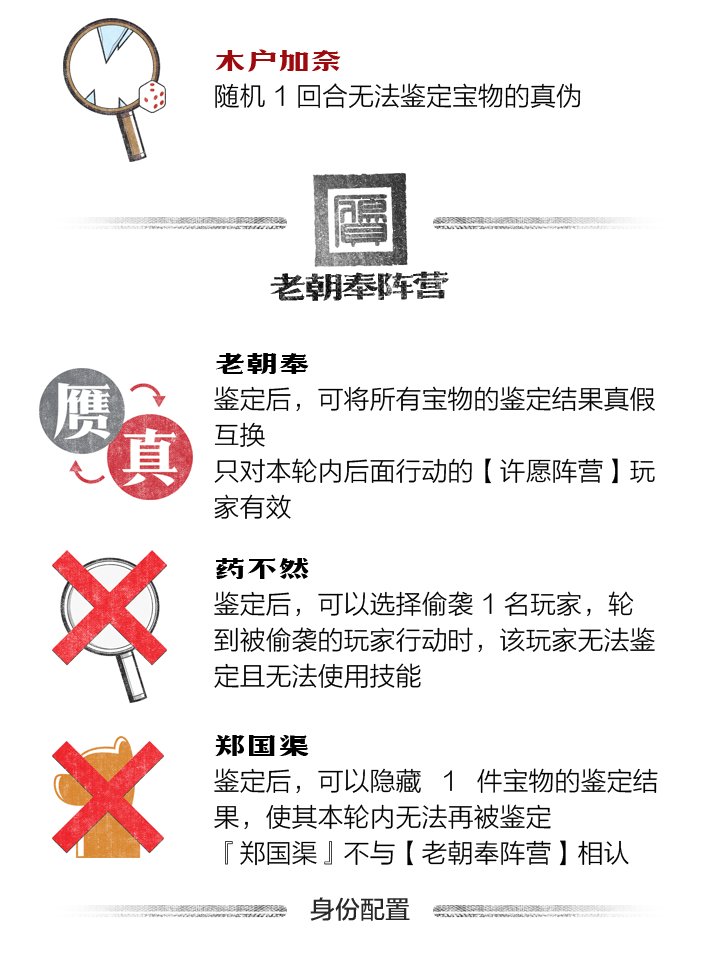 木户加奈
随机 1 回合无法鉴定宝物的真伪
赝
老朝奉阵营
老朝奉
鉴定后，可将所有宝物的鉴定结果真假
互换
只对本轮内后面行动的【许愿阵营】玩
家有效
赝
真
药不然
鉴定后，可以选择偷袭 1 名玩家，轮
到被偷袭的玩家行动时，该玩家无法鉴
定且无法使用技能
郑国渠
鉴定后，可以隐藏 1 件宝物的鉴定结
果，使其本轮内无法再被鉴定
『郑国渠』不与【老朝奉阵营】相认
身份配置